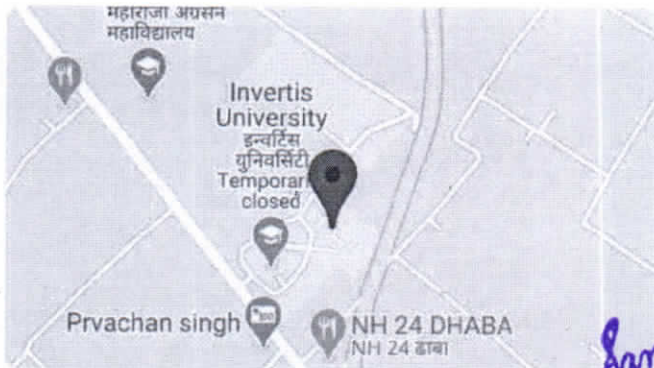 महाराजा अग्रसेन
महाविद्यालय
Invertis
University
इन्वर्टिस
युनिवर्सिटी
Temporari
closed
Prvachan singh
NH 24 DHABA
NH 24 ढाबा